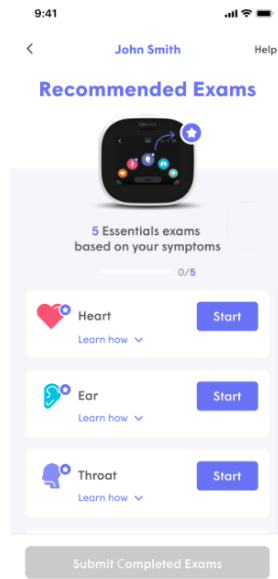 9:41
John Smith
Help
Recommended Exams
5 Essentials exams
based on your symptoms
0/5
Heart
Start
Learn how
Ear
Start
Learn how
Throat
Start
Learn how
Submit Completed Exams